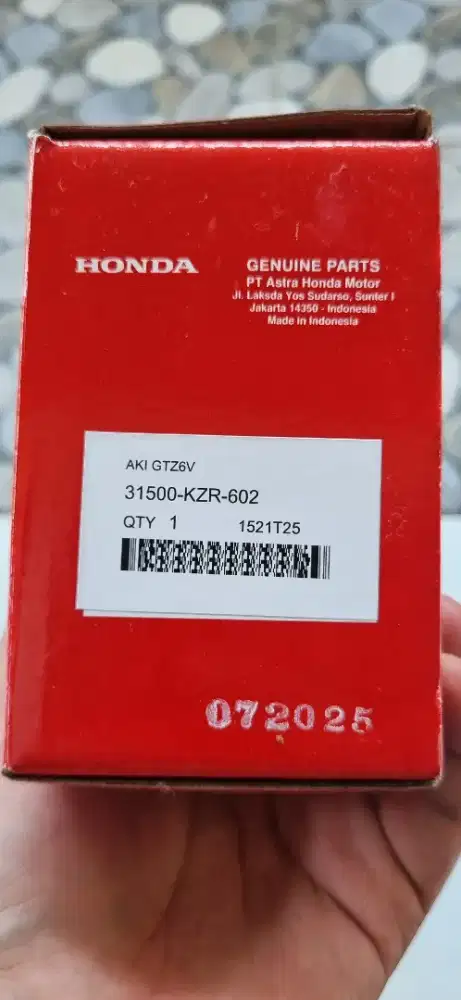 HONDA
GENUINE PARTS
PT Astra Honda Motor
Jl. Laksda Yos Sudarso, Sunter I
Jakarta 14350 - Indonesia
Made in Indonesia
AKI GTZ6V
31500-KZR-602
QTY 1 1521T25
072025